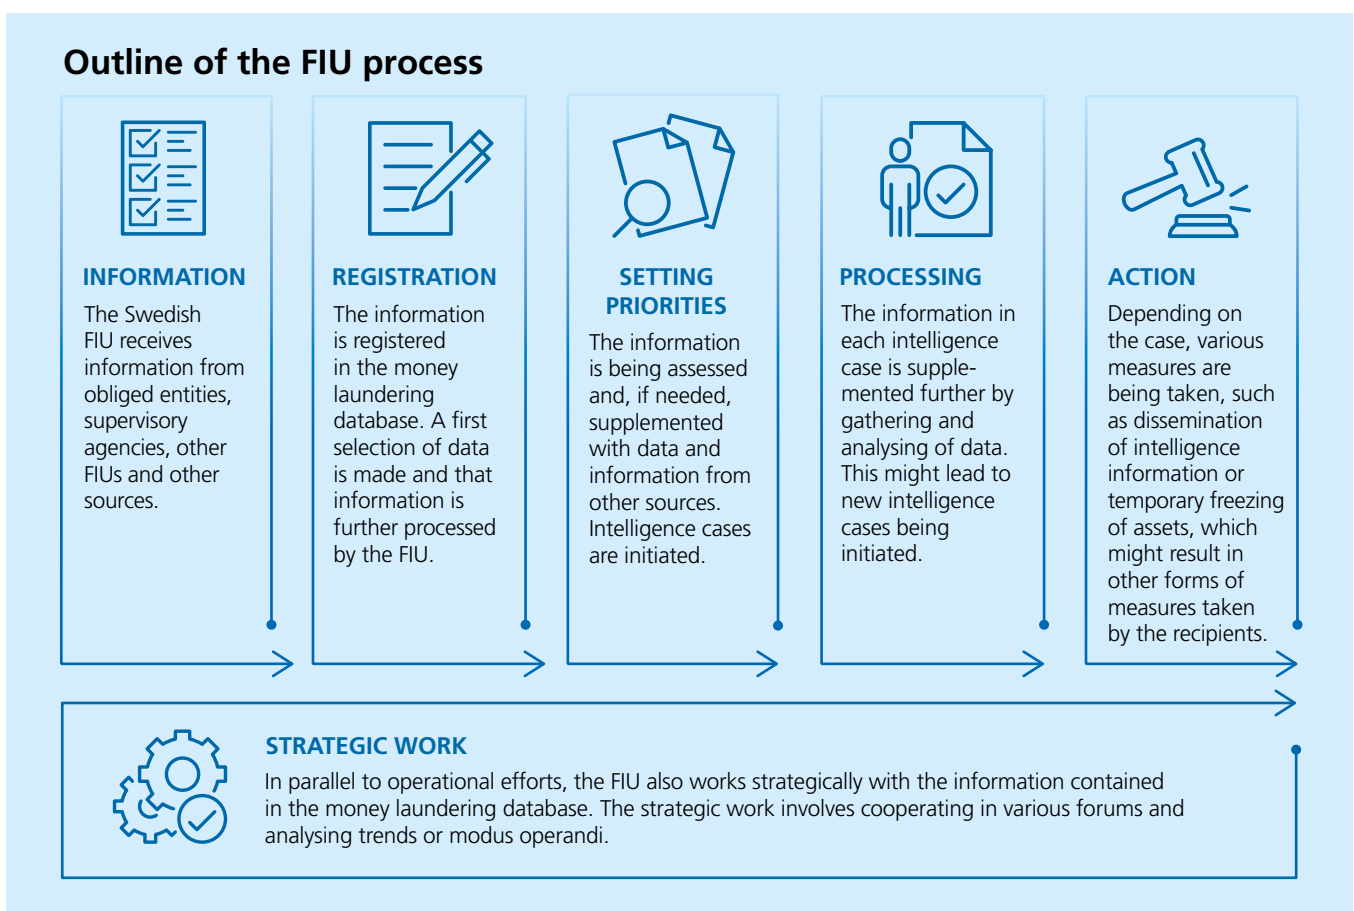 Outline of the FIU process
INFORMATION
The Swedish
FIU receives
information from
obliged entities,
supervisory
agencies, other
FIUs and other
sources.
REGISTRATION
The information
is registered
in the money
laundering
database. A first
selection of data
is made and that
information is
further processed
by the FIU.
SETTING
PRIORITIES
The information
is being assessed
and, if needed,
supplemented
with data and
information from
other sources.
Intelligence cases
are initiated.
PROCESSING
The information in
each intelligence
case is supple-
mented further by
gathering and
analysing of data.
This might lead to
new intelligence
cases being
initiated.
ACTION
Depending on
the case, various
measures are
being taken, such
as dissemination
of intelligence
information or
temporary freezing
of assets, which
might result in
other forms of
measures taken
by the recipients.
STRATEGIC WORK
In parallel to operational efforts, the FIU also works strategically with the information contained
in the money laundering database. The strategic work involves cooperating in various forums and
analysing trends or modus operandi.